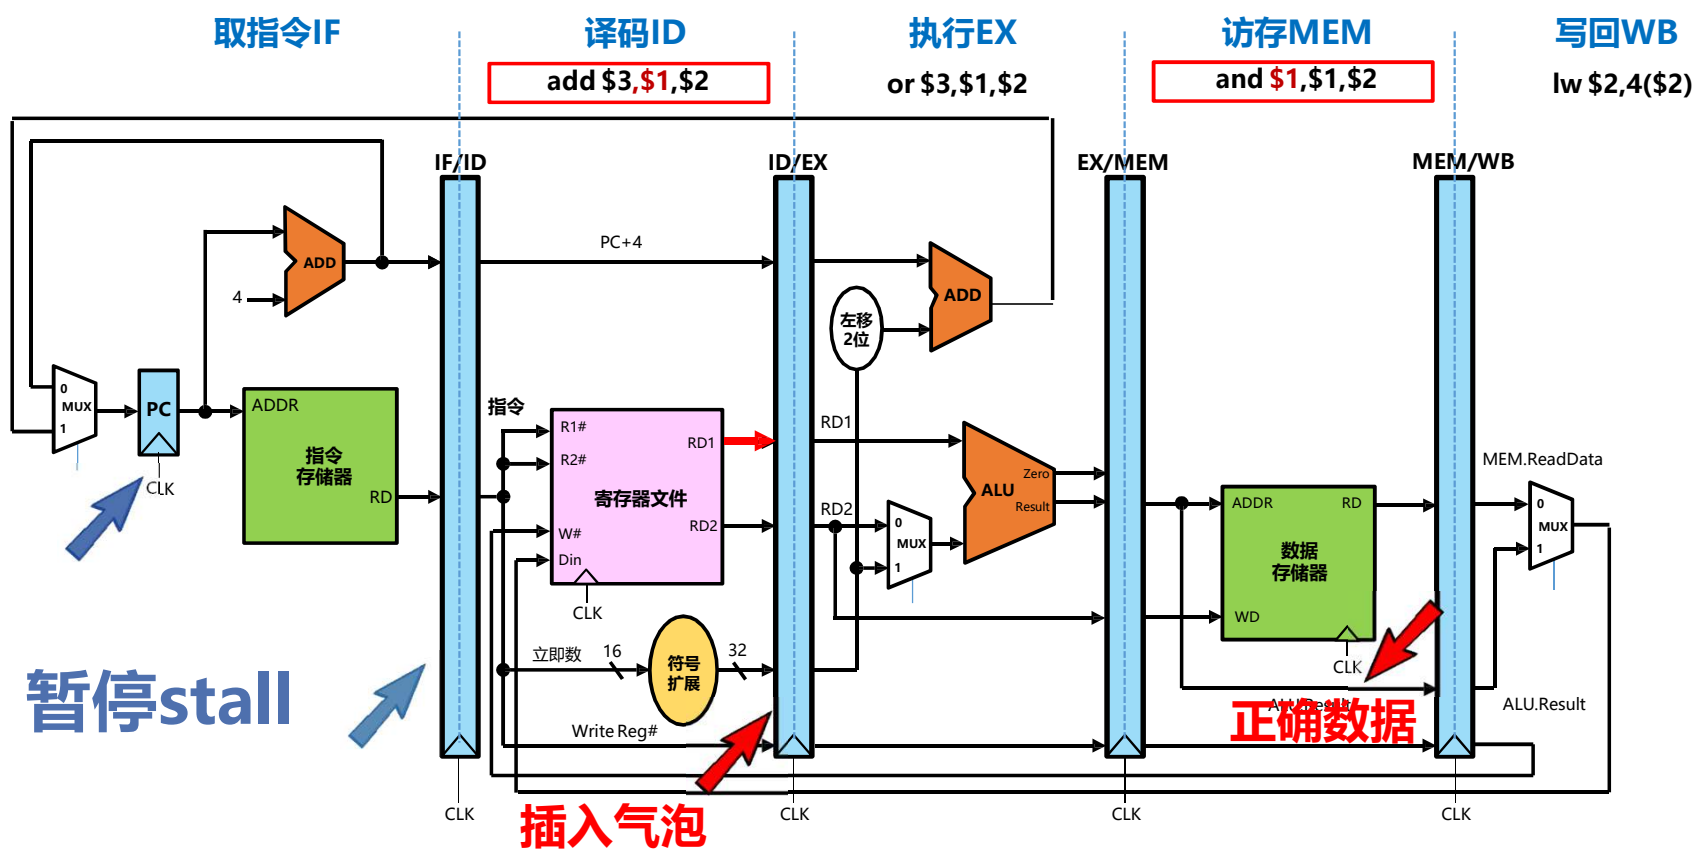 取指令IF
译码ID
执行EX
访存MEM
写回WB
add $3,$1,$2
or $3,$1,$2
and $1,$1,$2
lw $2,4($2)
IF/ID
ID/EX
EX/MEM
MEM/WB
PC+4
ADD
4
ADD
左移
2位
0
MUX
1
PC
CLK
ADDR
指令
存储器
RD
指令
R1#
R2#
W#
Din
RD1
RD2
寄存器文件
CLK
RD1
RD2
0
MUX
1
ALU
Zero
Result
ADDR
RD
数据
存储器
WD
CLK
MEM.ReadData
0
MUX
1
立即数
16
符号
扩展
32
Write Reg#
ALU.Result
正确数据
ALU.Result
暂停stall
插入气泡
CLK
CLK
CLK
CLK